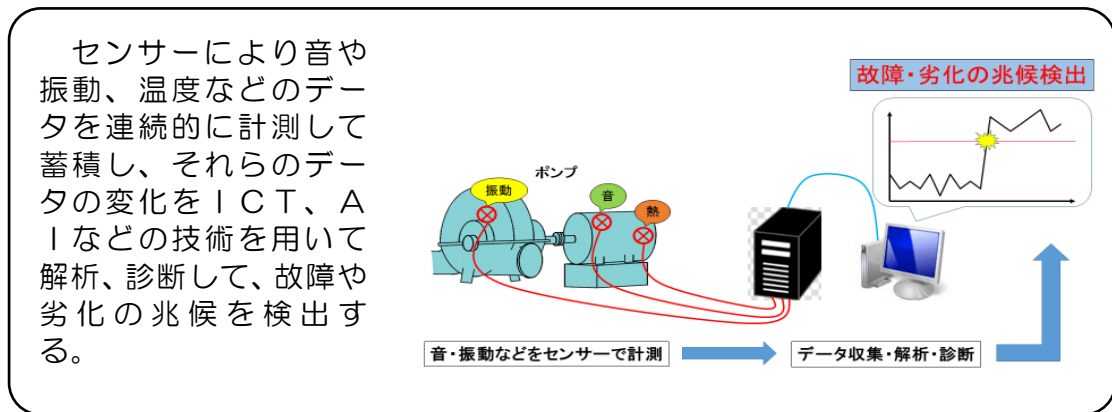 センサーにより音や
振動、温度などのデー
タを連続的に計測して
蓄積し、それらのデー
タの変化をＩＣＴ、Ａ
Ｉなどの技術を用いて
解析、診断して、故障や
劣化の兆候を検出す
る。
故障・劣化の兆候検出
ポンプ
振動
音
熱
音・振動などをセンサーで計測
データ収集・解析・診断